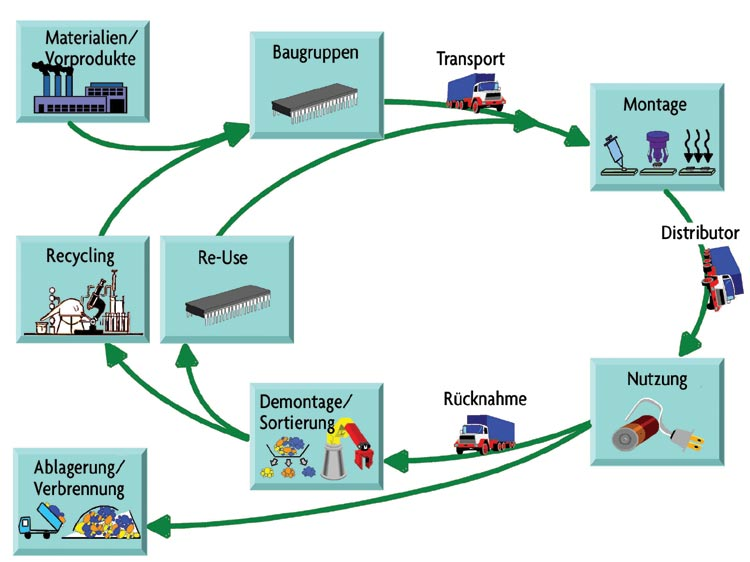 Materialien/
Vorprodukte
Baugruppen
Transport
Montage
Distributor
Recycling
Re-Use
Nutzung
Rücknahme
Demontage/
Sortierung
Ablagerung/
Verbrennung